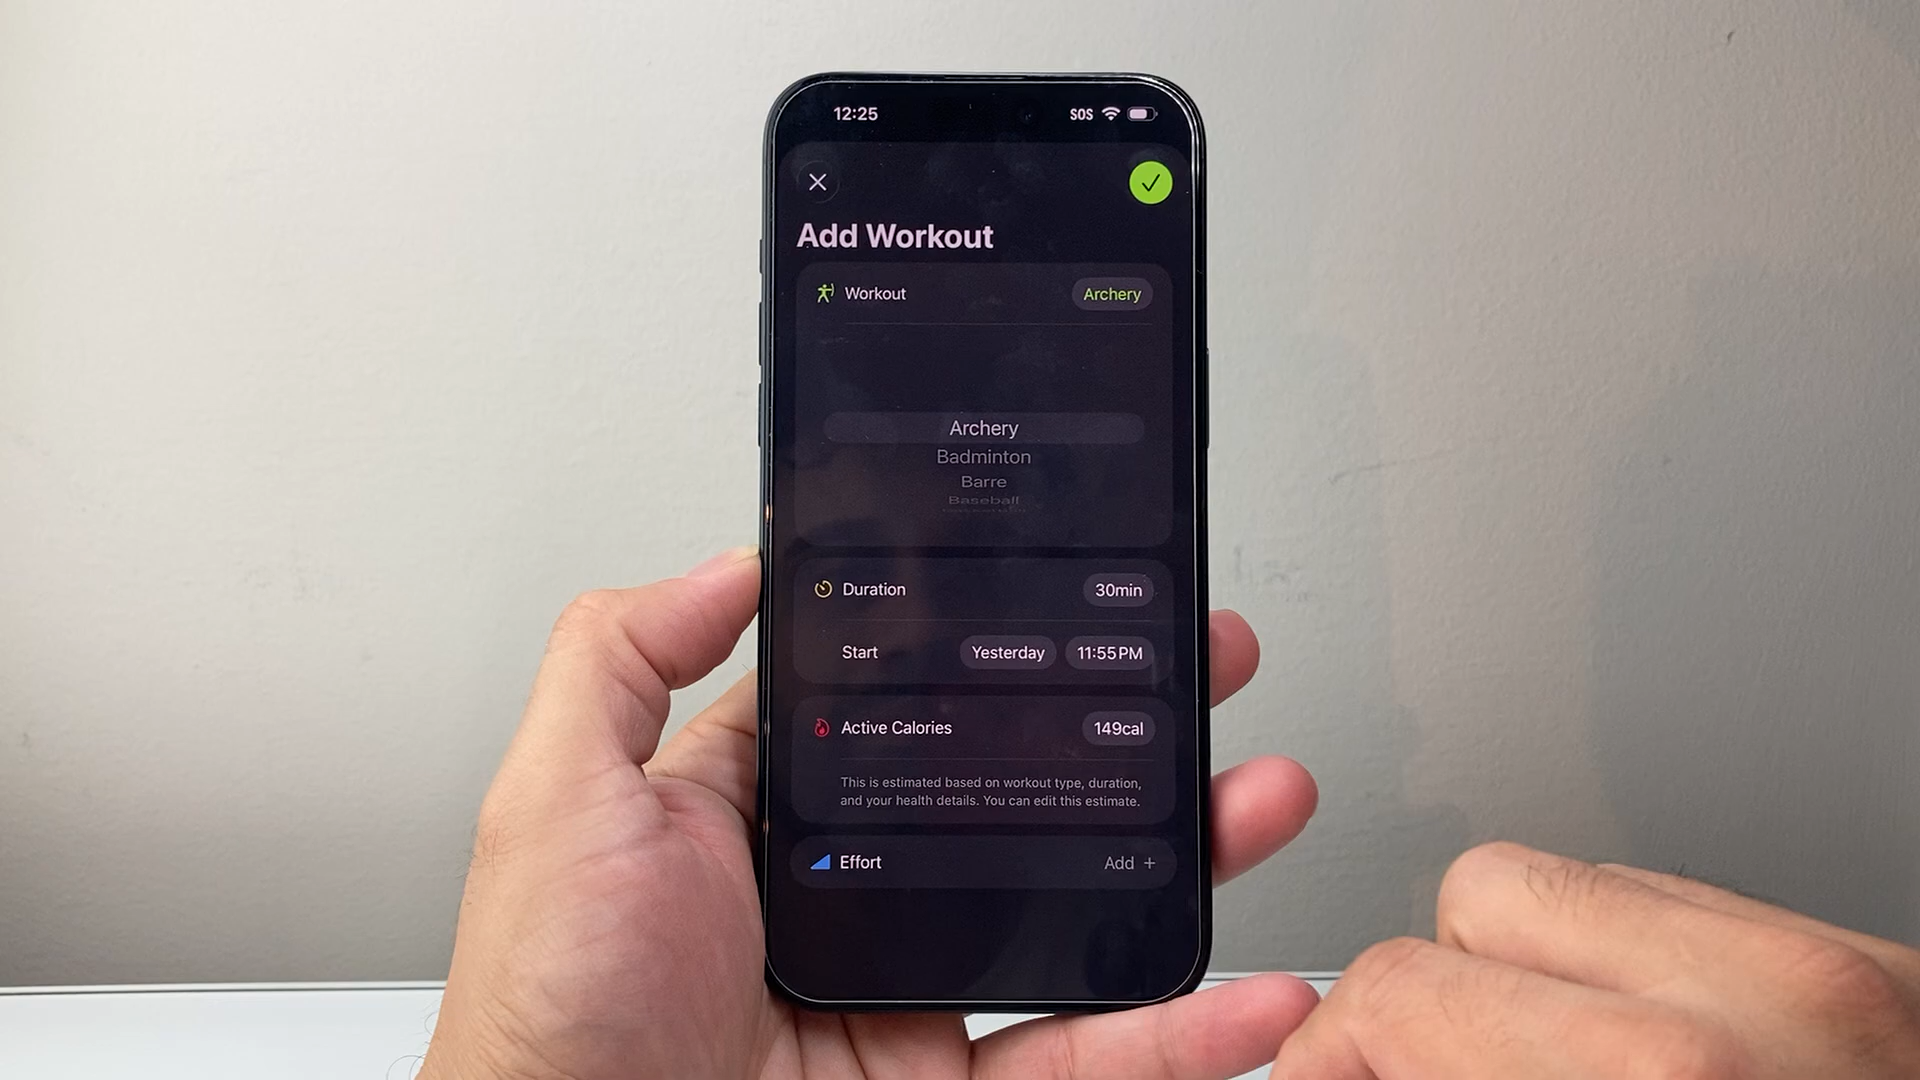 12:25
SOS
Add Workout
Workout
Archery
Archery
Badminton
Barre
Baseball
Duration
30min
Start
Yesterday
11:55 PM
Active Calories
149cal
This is estimated based on workout type, duration,
and your health details. You can edit this estimate.
Effort
Add +